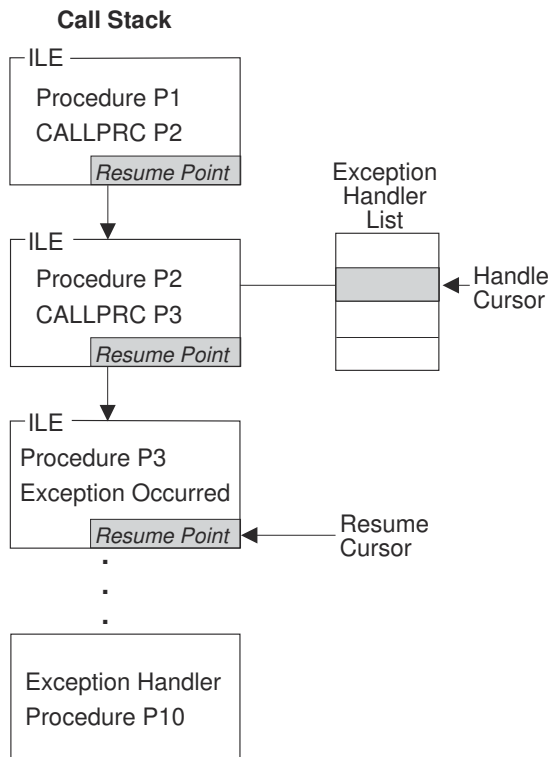 Call Stack
ILE
Procedure P1
CALLPRC P2
Resume Point
Exception
Handler
List
ILE
Procedure P2
CALLPRC P3
Resume Point
Handle
Cursor
ILE
Procedure P3
Exception Occurred
Resume Point
Resume
Cursor
Exception Handler
Procedure P10